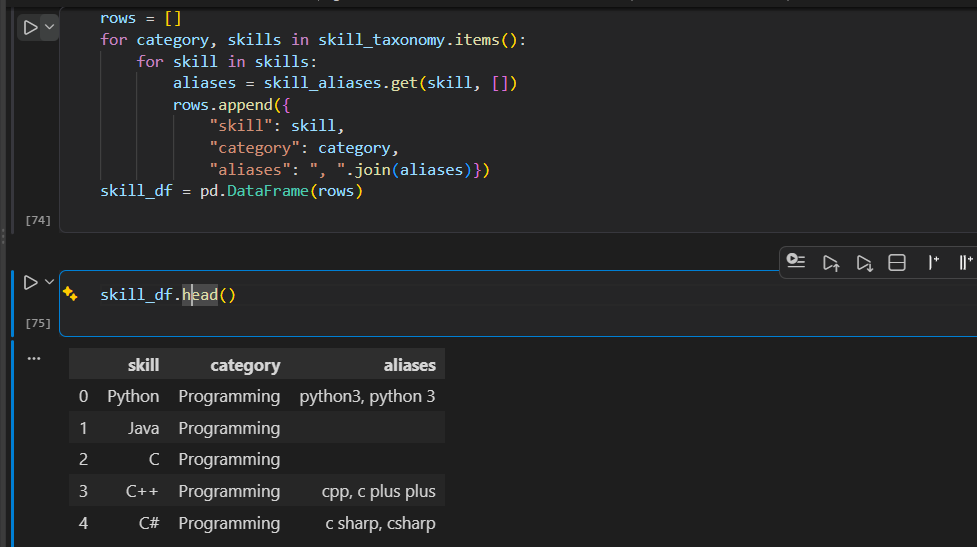 rows = []
for category, skills in skill_taxonomy.items():
for skill in skills:
aliases = skill_aliases.get(skill, [])
rows.append({
"skill": skill,
"category": category,
"aliases": ", ".join(aliases)})
skill_df = pd.DataFrame(rows)
[74]
skill_df.head()
[75]
...
skill category aliases
0 Python Programming python3, python 3
1 Java Programming
2 C Programming
3 C++ Programming cpp, c plus plus
4 C# Programming c sharp, csharp